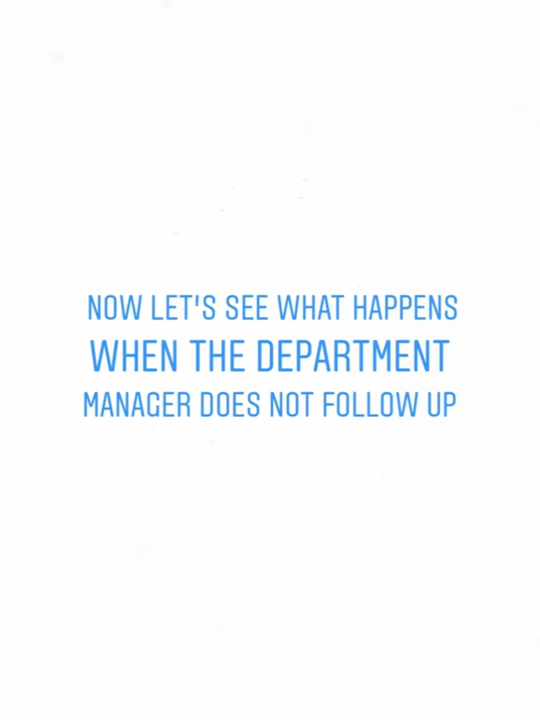 NOW LET'S SEE WHAT HAPPENS
WHEN THE DEPARTMENT
MANAGER DOES NOT FOLLOW UP